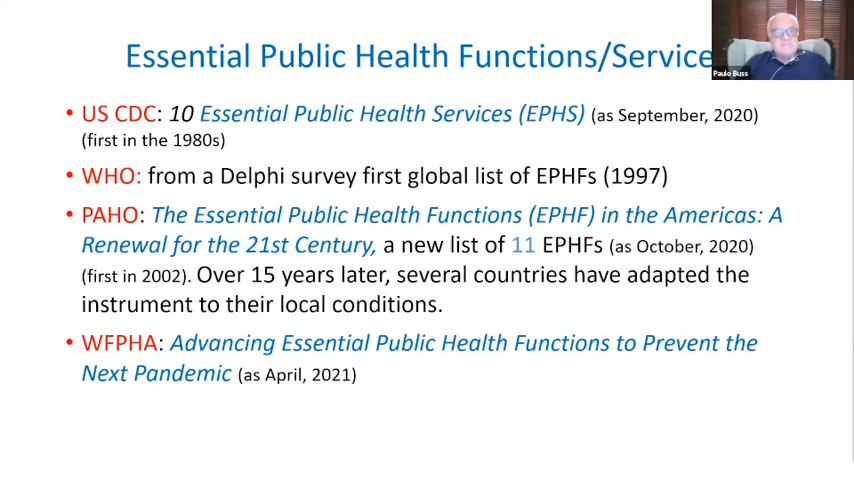 Essential Public Health Functions/Service
Paulo Buss
• US CDC: 10 Essential Public Health Services (EPHS) (as September, 2020)
(first in the 1980s)
• WHO: from a Delphi survey first global list of EPHFs (1997)
• PAHO: The Essential Public Health Functions (EPHF) in the Americas: A
Renewal for the 21st Century, a new list of 11 EPHFs (as October, 2020)
(first in 2002). Over 15 years later, several countries have adapted the
instrument to their local conditions.
• WFPHA: Advancing Essential Public Health Functions to Prevent the
Next Pandemic (as April, 2021)